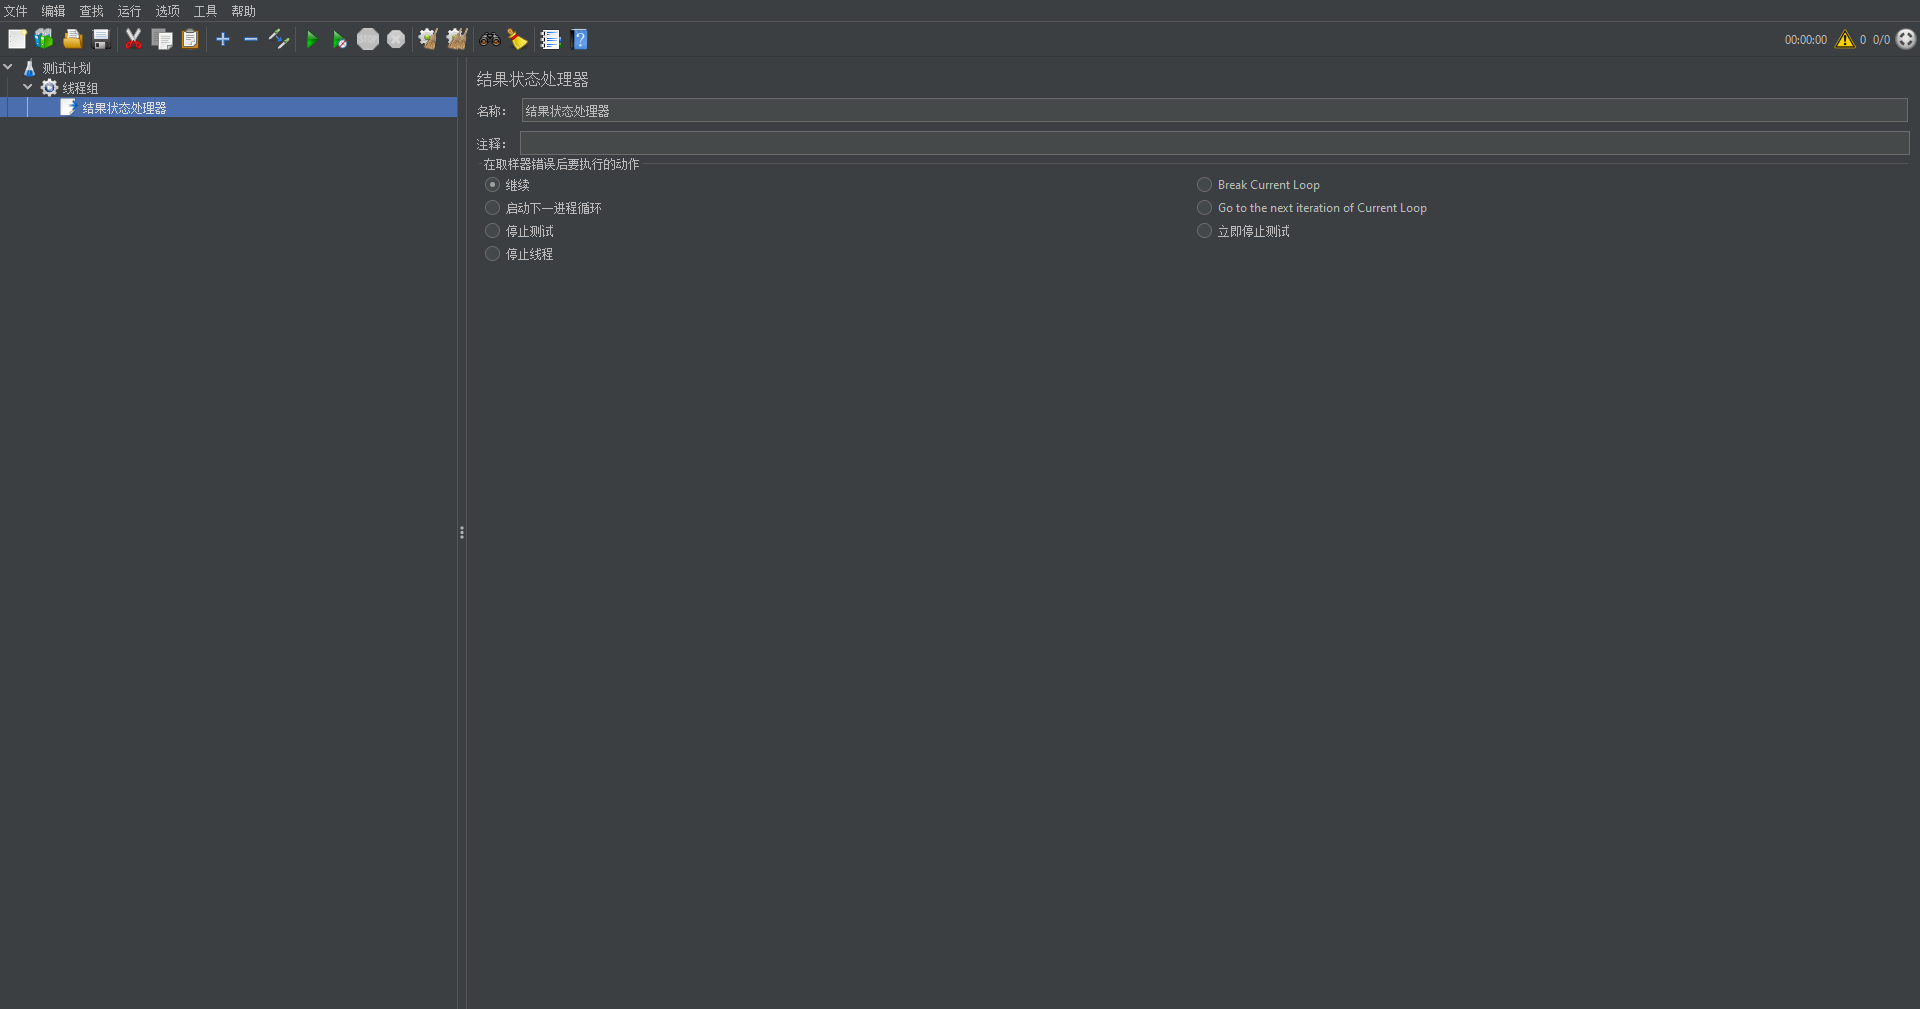 文件 编辑 查找 运行 选项 工具 帮助
00:00:00 0 0/0
测试计划
线程组
结果状态处理器
结果状态处理器
名称： 结果状态处理器
注释：
在取样器错误后要执行的动作
继续 Break Current Loop
启动下一进程循环 Go to the next iteration of Current Loop
停止测试 立即停止测试
停止线程